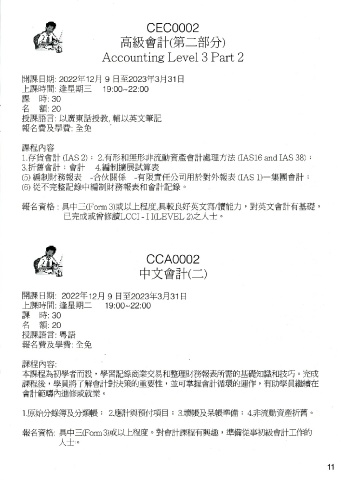 CEC0002
高級會計(第二部分)
Accounting Level 3 Part 2
開課日期: 2022年12月 9 日至2023年3月31日
上課時間: 逢星期三 19:00~22:00
課 時: 30
名 額: 20
授課語言: 以廣東話授教, 輔以英文筆記
報名費及學費: 全免
課程內容
1.存貨會計 (IAS 2)； 2.有形和無形非流動資產會計處理方法 (IAS16 and IAS 38)；
3.折舊會計；會計 4.編制擴展試算表
(5) 編制財務報表 –合伙關係 –有限責任公司用於對外報表 (IAS 1)—集團會計；
(6) 從不完整記錄中編制財務報表和會計記錄。
報名資格 : 具中三(Form 3)或以上程度,具較良好英文寫/讀能力，對英文會計有基礎，
已完成或曾修讀LCCI - I I(LEVEL 2)之人士。
CCA0002
中文會計(二)
開課日期: 2022年12月 9 日至2023年3月31日
上課時間: 逢星期二 19:00~22:00
課 時: 30
名 額: 20
授課語言: 粵語
報名費及學費: 全免
課程內容:
本課程為初學者而設，學習記錄商業交易和整理財務報表所需的基礎知識和技巧。完成
課程後，學員將了解會計對決策的重要性，並可掌握會計循環的運作，有助學員繼續在
會計範疇內進修或就業。
1.原始分錄簿及分類帳； 2.應計與預付項目；3.壞帳及呆帳準備；4.非流動資產折舊。
報名資格: 具中三(Form 3)或以上程度。對會計課程有興趣，準備從事初級會計工作的
人士。
11